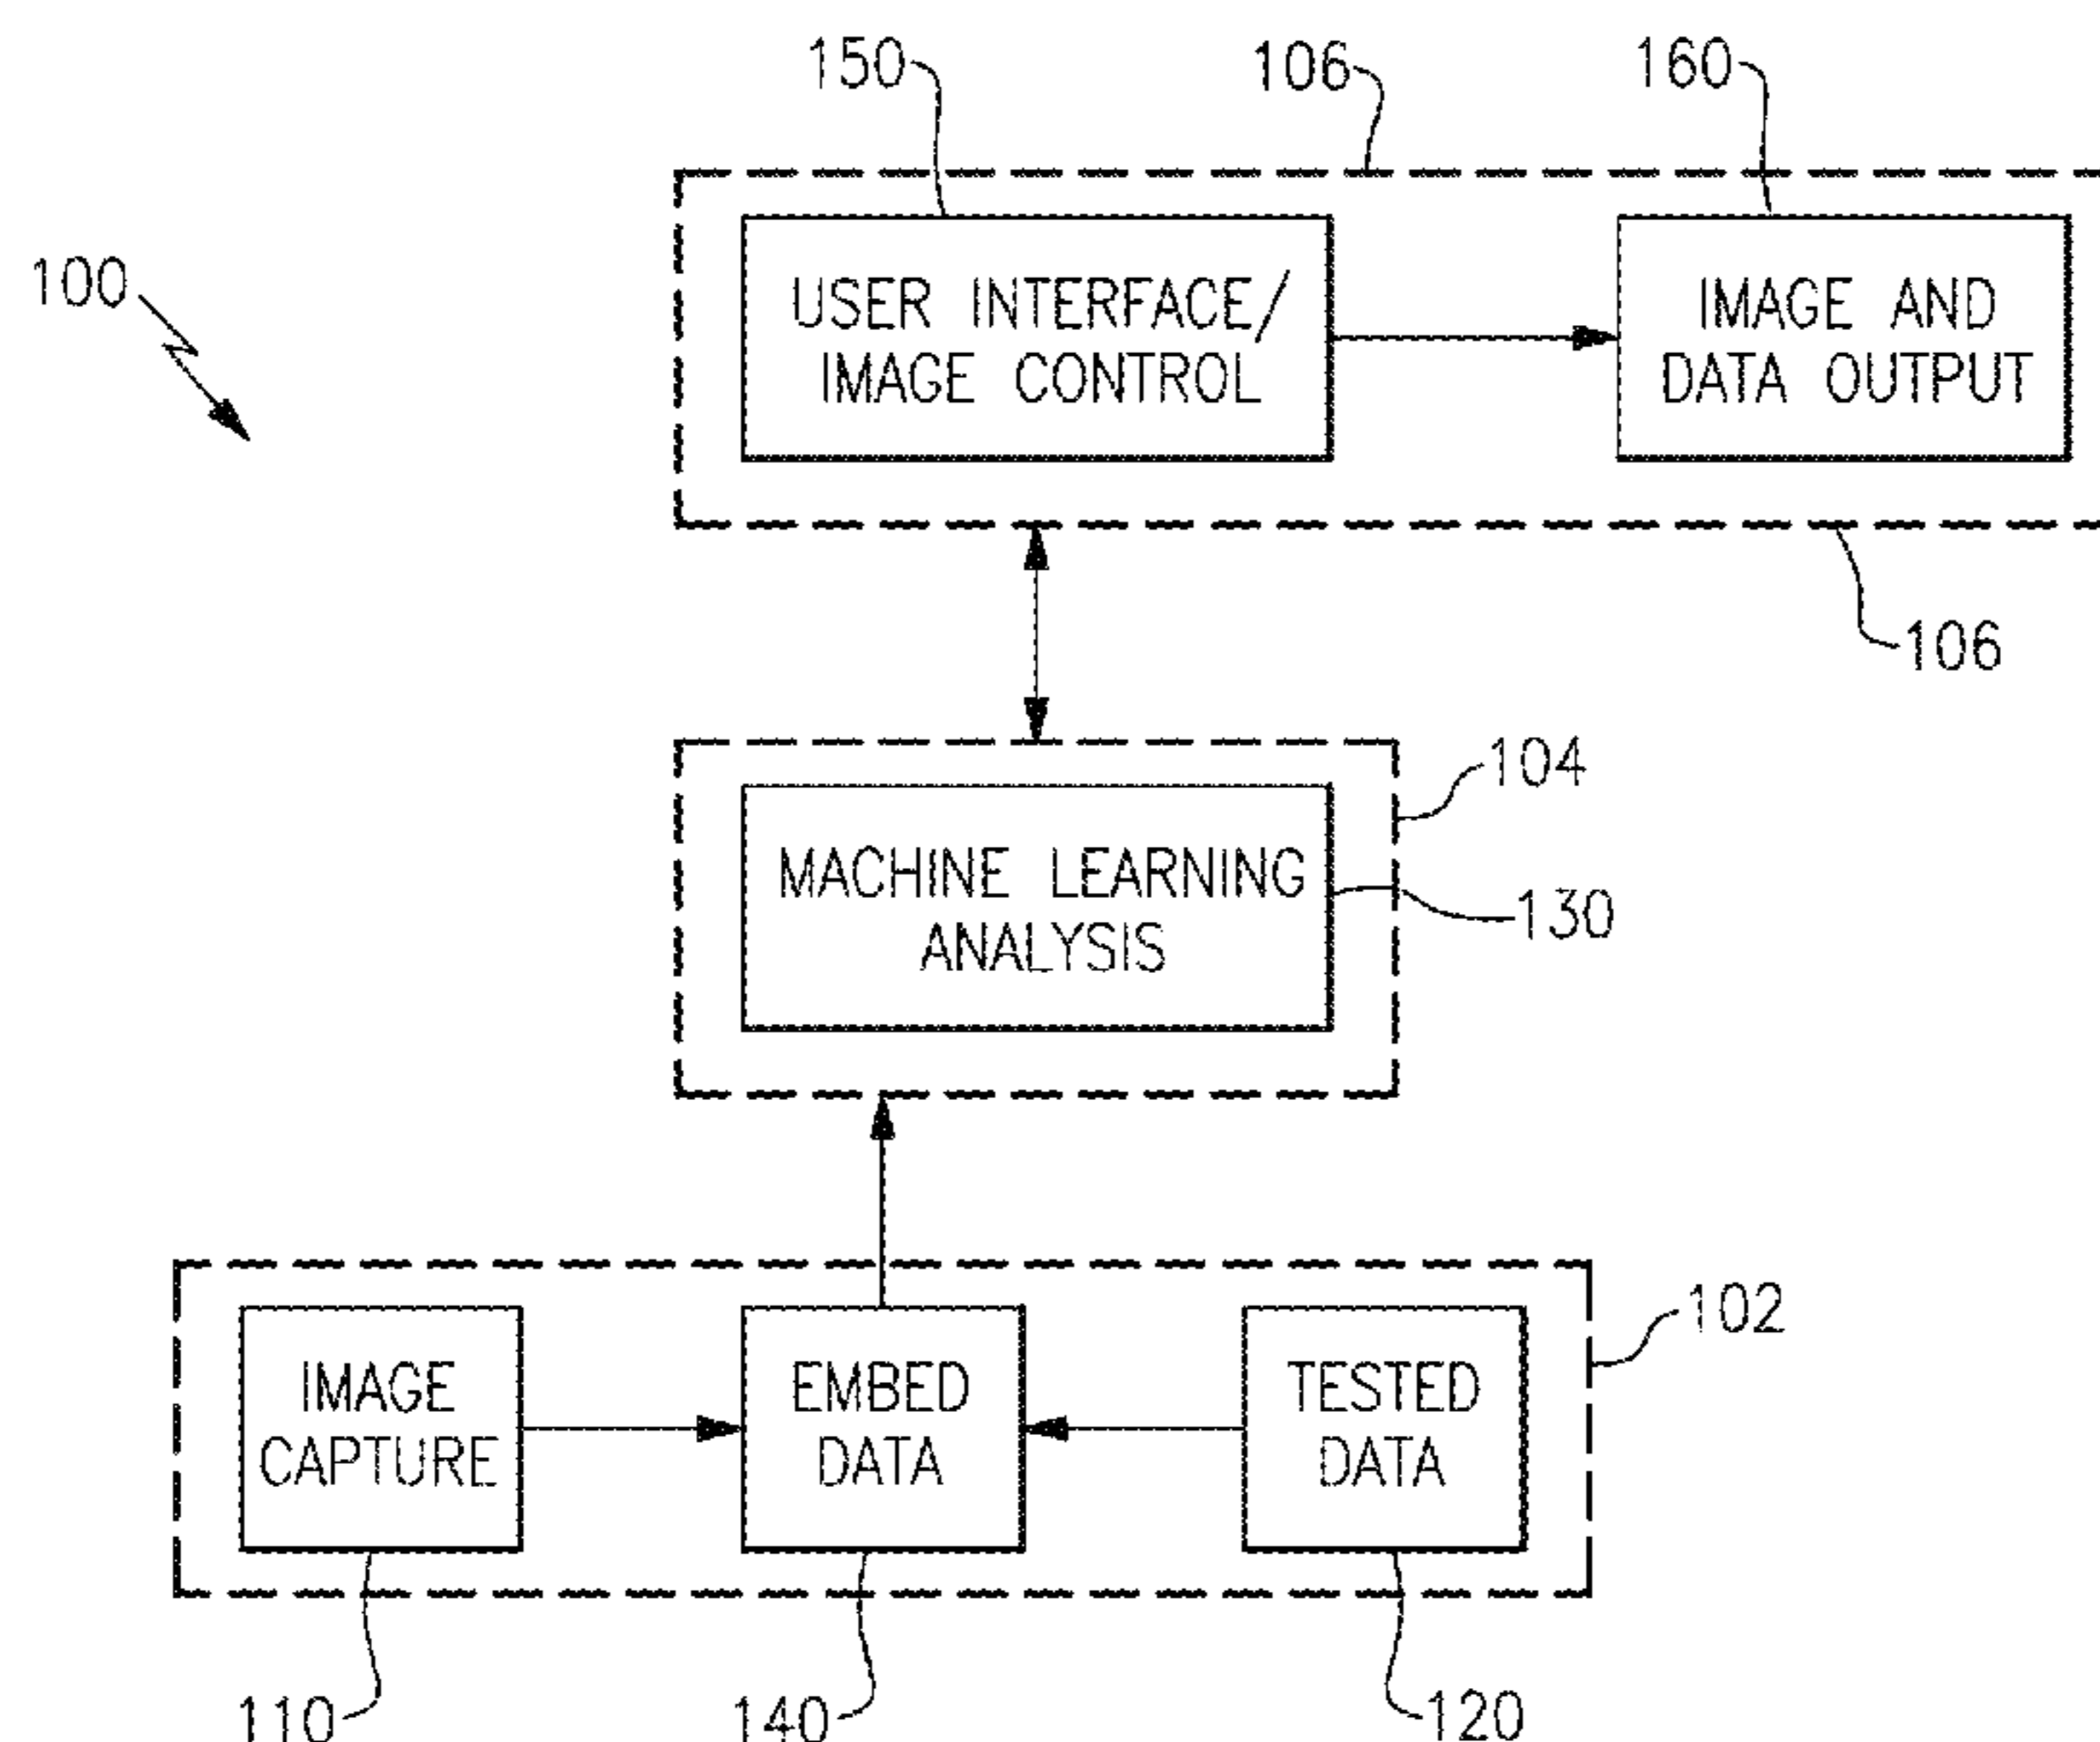 150
106
160
100
USER INTERFACE/
IMAGE CONTROL
IMAGE AND
DATA OUTPUT
106
104
MACHINE LEARNING
ANALYSIS
130
102
IMAGE
CAPTURE
EMBED
DATA
TESTED
DATA
110
140
120